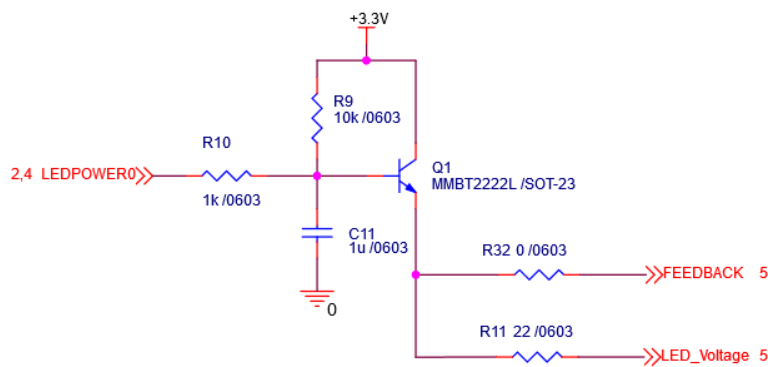 +3.3V
R9
10k /0603
R10
2,4 LEDPOWER0
1k /0603
Q1
MMBT2222L /SOT-23
C11
1u /0603
0
R32 0 /0603
FEEDBACK 5
R11 22 /0603
LED_Voltage 5